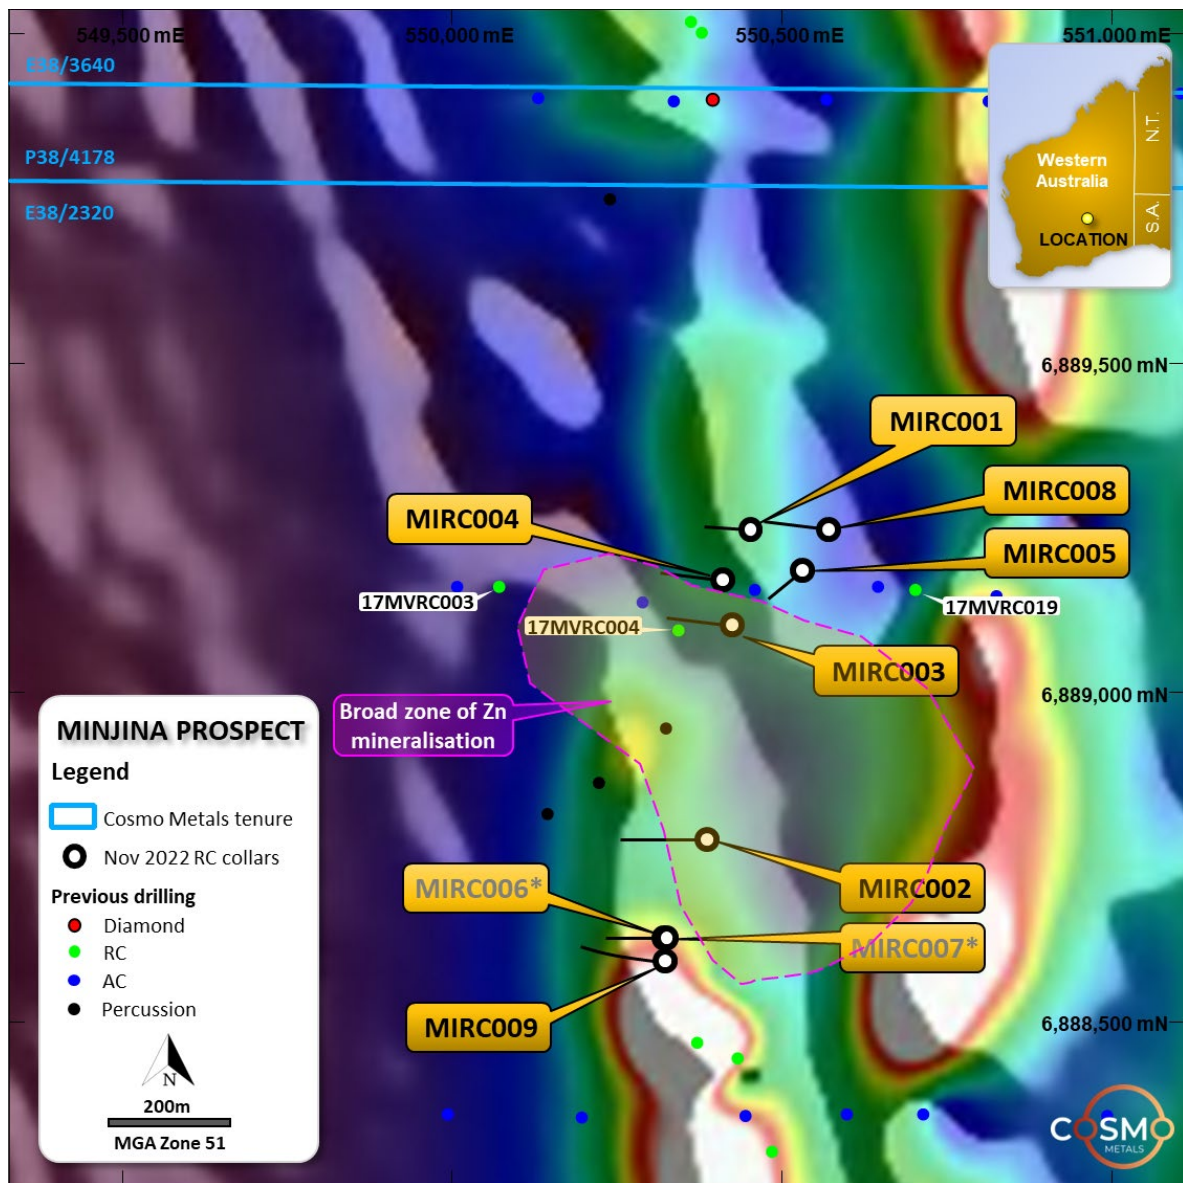 549,500 mE
550,000 mE
550,500 mE
551,000 mE
E38/3640
P38/4178
E38/2320
Western
Australia
N.T.
S.A.
LOCATION
6,889,500 mN
MIRC001
MIRC008
MIRC004
MIRC005
17MVRC003
17MVRC019
17MVRC004
MIRC003
6,889,000 mN
Broad zone of Zn
mineralisation
MIRC006*
MIRC002
MIRC007*
MIRC009
6,888,500 mN
MINJINA PROSPECT
Legend
Cosmo Metals tenure
Nov 2022 RC collars
Previous drilling
Diamond
RC
AC
Percussion
N
200m
MGA Zone 51
COSMO
METALS